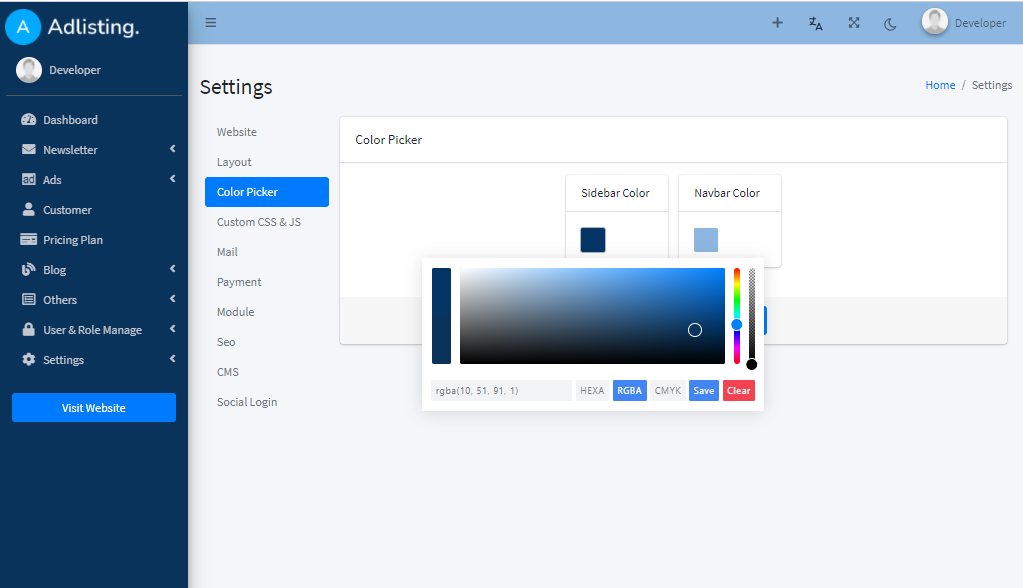 A Adlisting.
Developer
Developer
Dashboard
Newsletter
ad Ads
Customer
Pricing Plan
Blog
Others
User & Role Manage
Settings
Visit Website
Settings
Home / Settings
Website
Layout
Color Picker
Custom CSS & JS
Mail
Payment
Module
Seo
CMS
Social Login
Color Picker
Sidebar Color
Navbar Color
rgba(10, 51, 91, 1)
HEXA
RGBA
CMYK
Save
Clear